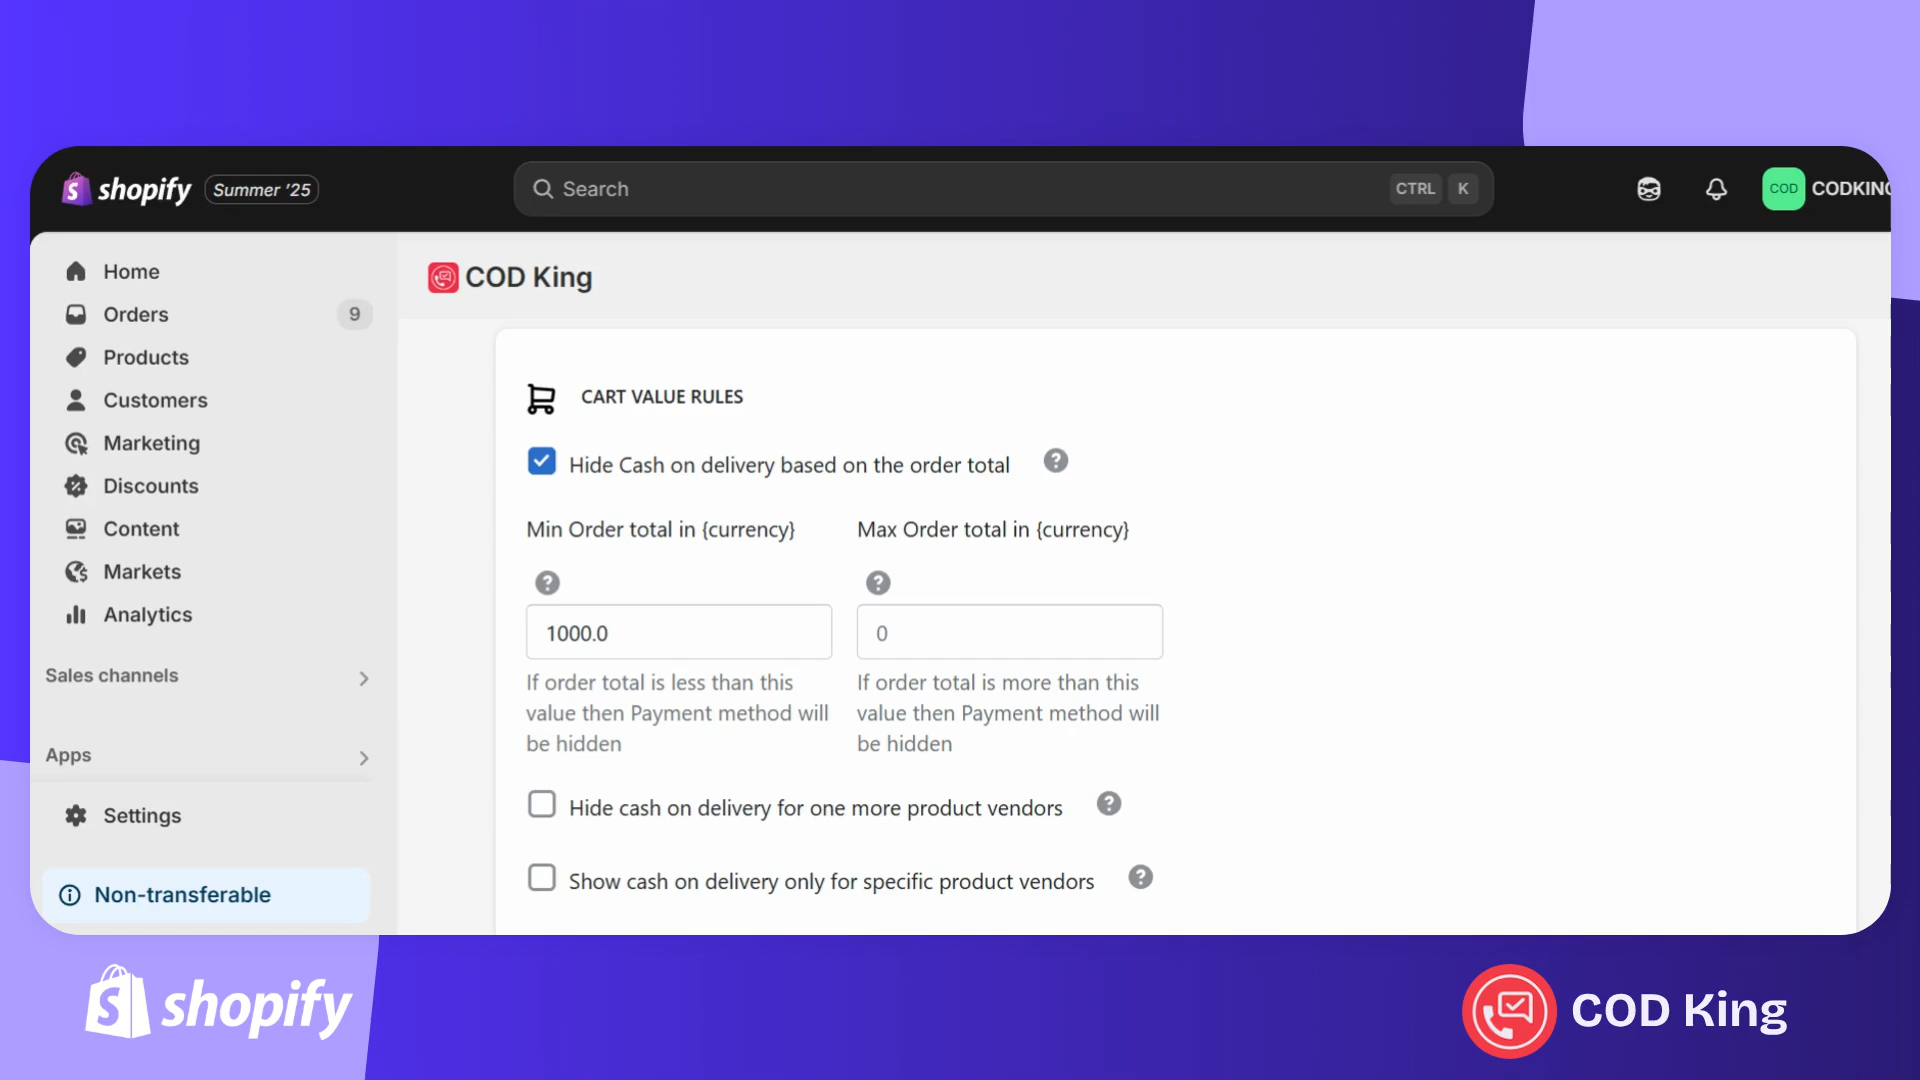 shopify Summer '25
Search CTRL K
COD CODKING
Home
Orders 9
Products
Customers
Marketing
Discounts
Content
Markets
Analytics
Sales channels
Apps
Settings
Non-transferable
COD King
CART VALUE RULES
Hide Cash on delivery based on the order total ?
Min Order total in {currency}
?
1000.0
If order total is less than this
value then Payment method will
be hidden
Max Order total in {currency}
?
0
If order total is more than this
value then Payment method will
be hidden
Hide cash on delivery for one more product vendors ?
Show cash on delivery only for specific product vendors ?
shopify
COD King